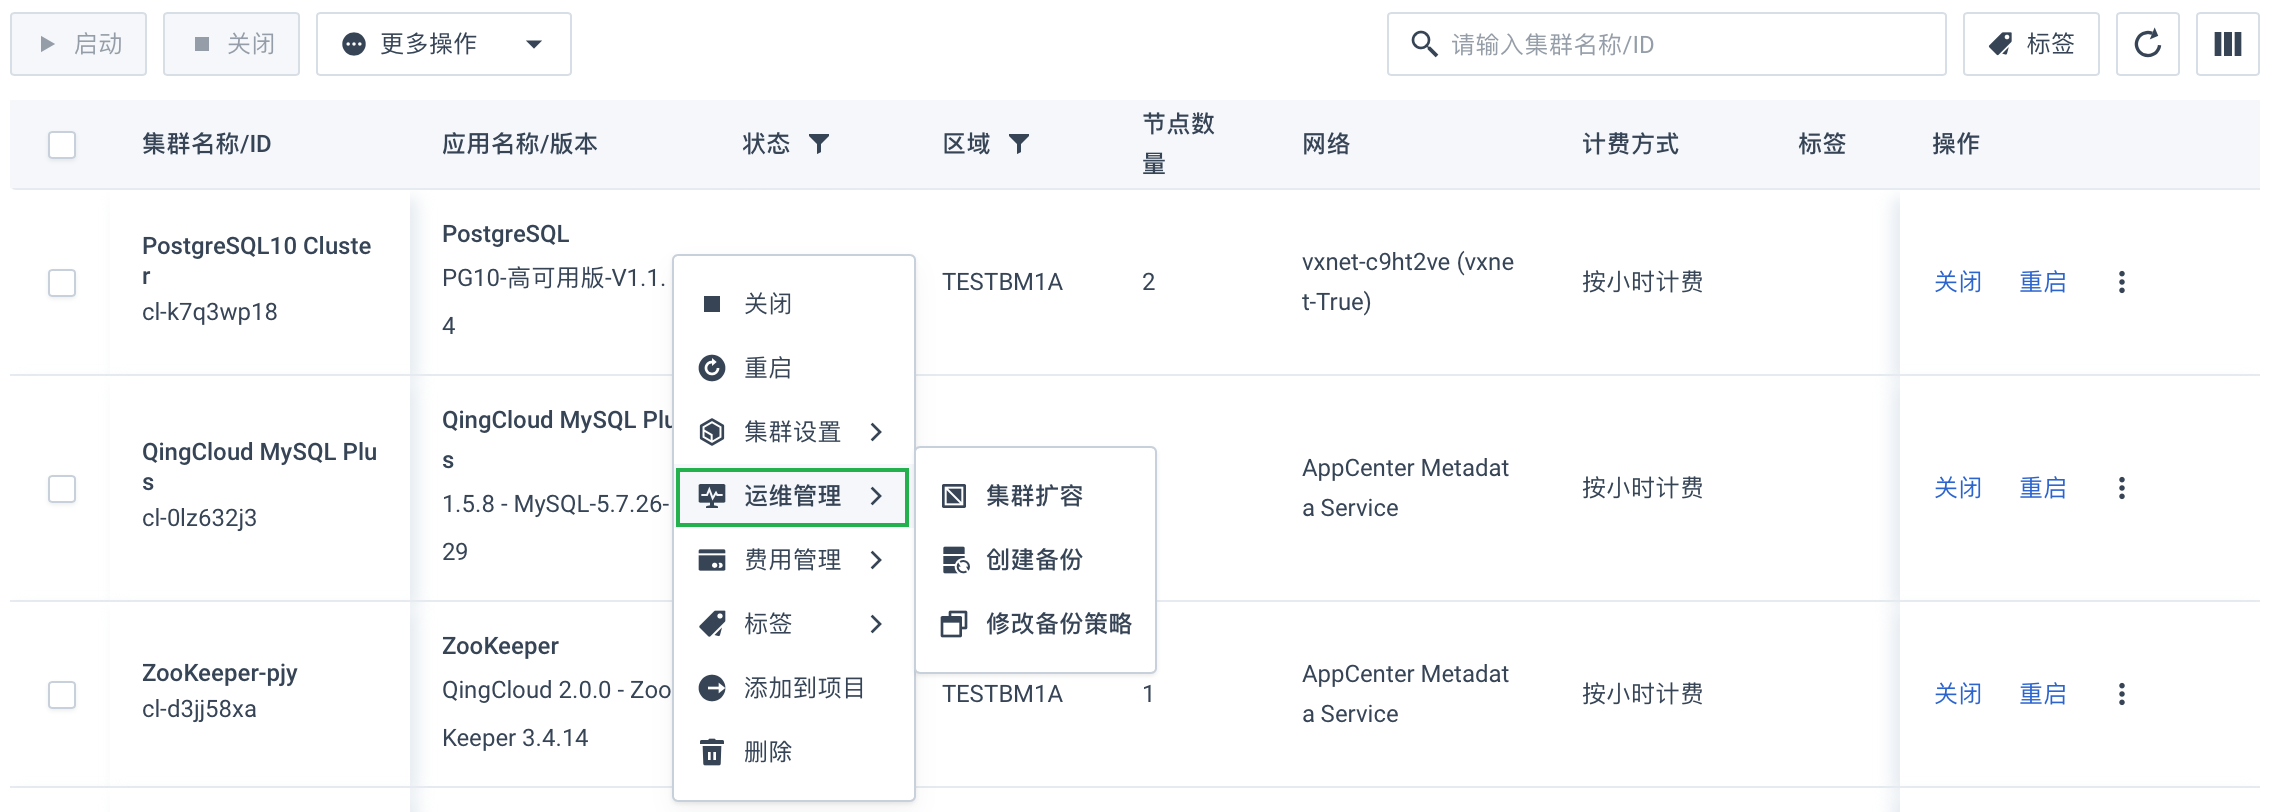 启动
关闭
更多操作
请输入集群名称/ID
标签
集群名称/ID
应用名称/版本
状态
区域
节点数
量
网络
计费方式
标签
操作
PostgreSQL10 Cluste
r
cl-k7q3wp18
PostgreSQL
PG10-高可用版-V1.1.
4
TESTBM1A
2
vxnet-c9ht2ve (vxne
t-True)
按小时计费
关闭
重启
QingCloud MySQL Plu
s
cl-0lz632j3
QingCloud MySQL Plu
s
1.5.8 - MySQL-5.7.26-
29
AppCenter Metadat
a Service
按小时计费
关闭
重启
ZooKeeper-pjy
cl-d3jj58xa
ZooKeeper
QingCloud 2.0.0 - Zoo
Keeper 3.4.14
TESTBM1A
1
AppCenter Metadat
a Service
按小时计费
关闭
重启
关闭
重启
集群设置
运维管理
费用管理
标签
添加到项目
删除
集群扩容
创建备份
修改备份策略